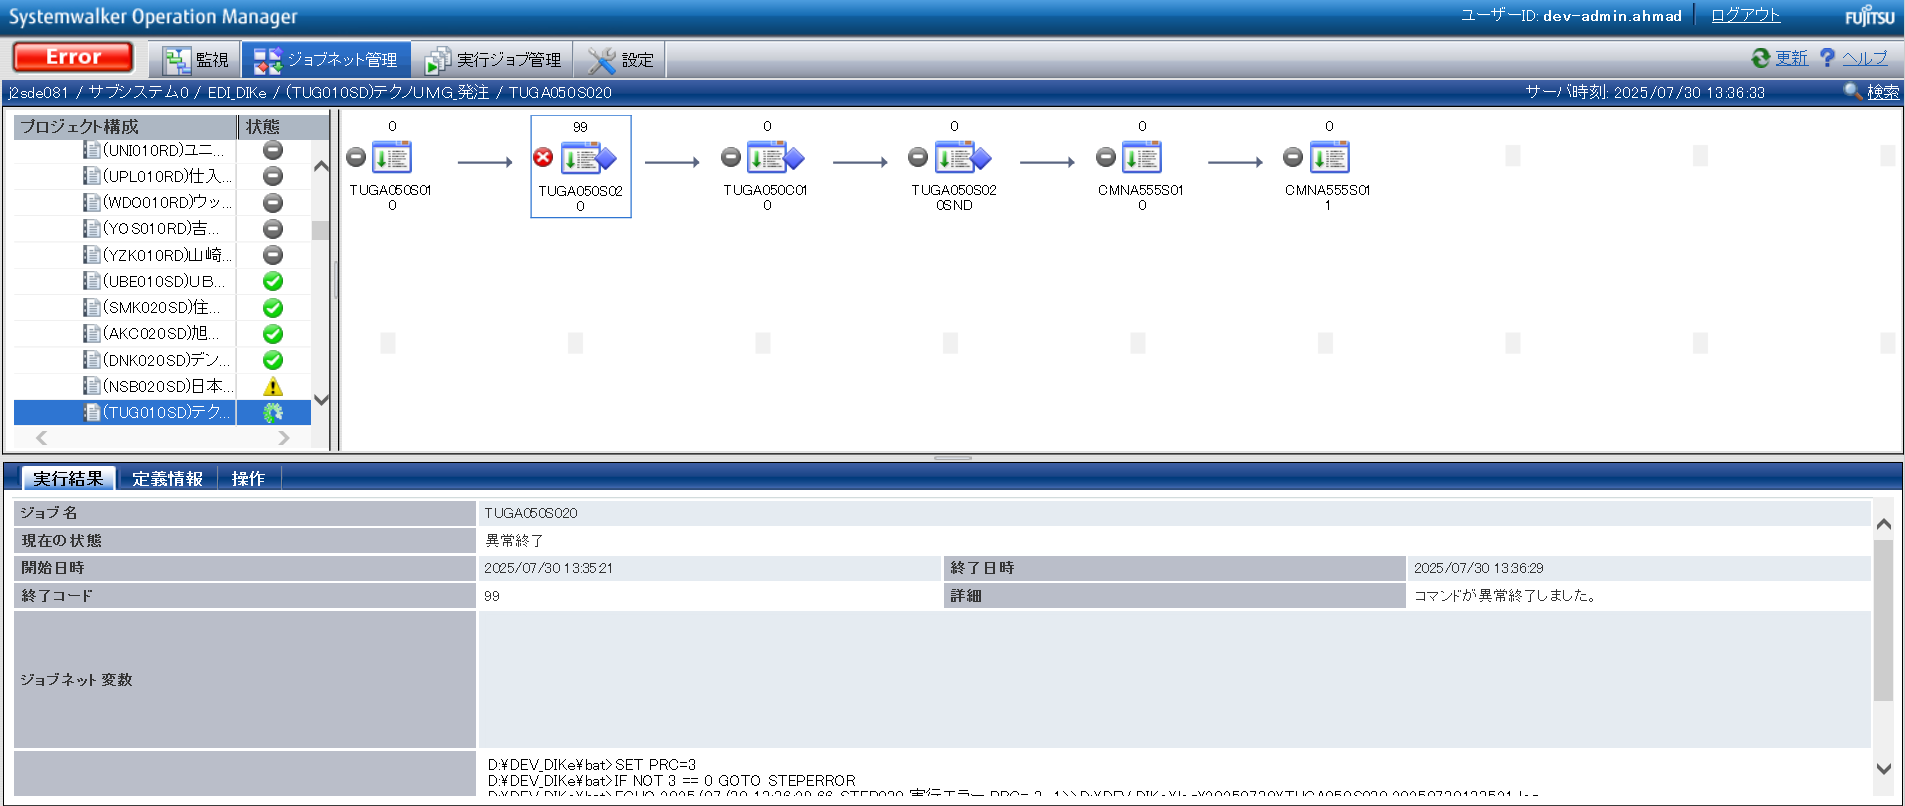 Systemwalker Operation Manager
ユーザーID: dev-admin.ahmad
ログアウト
FUJITSU
Error
監視
ジョブネット管理
実行ジョブ管理
設定
更新
ヘルプ
j2sde081 / サブシステム0 / EDI_DIKe / (TUG010SD)テクノUMG_発注 / TUGA050S020
サーバ時刻: 2025/07/30 13:36:33
検索
プロジェクト構成
状態
(UNI010RD)ユニ...
(UPL010RD)仕入...
(WDO010RD)ウッ...
(YOS010RD)吉...
(YZK010RD)山崎...
(UBE010SD)UB...
(SMK020SD)住...
(AKC020SD)旭...
(DNK020SD)デン...
(NSB020SD)日本...
(TUG010SD)テク...
0
TUGA050S01
0
99
TUGA050S02
0
0
TUGA050C01
0
0
TUGA050S02
0SND
0
CMNA555S01
0
0
CMNA555S01
1
実行結果
定義情報
操作
ジョブ名
TUGA050S020
現在の状態
異常終了
開始日時
2025/07/30 13:35:21
終了日時
2025/07/30 13:36:29
終了コード
99
詳細
コマンドが異常終了しました。
ジョブネット変数
D:¥DEV_DIKe¥bat>SET PRC=3
D:¥DEV_DIKe¥bat>IF NOT 3 == 0 GOTO STEPERROR